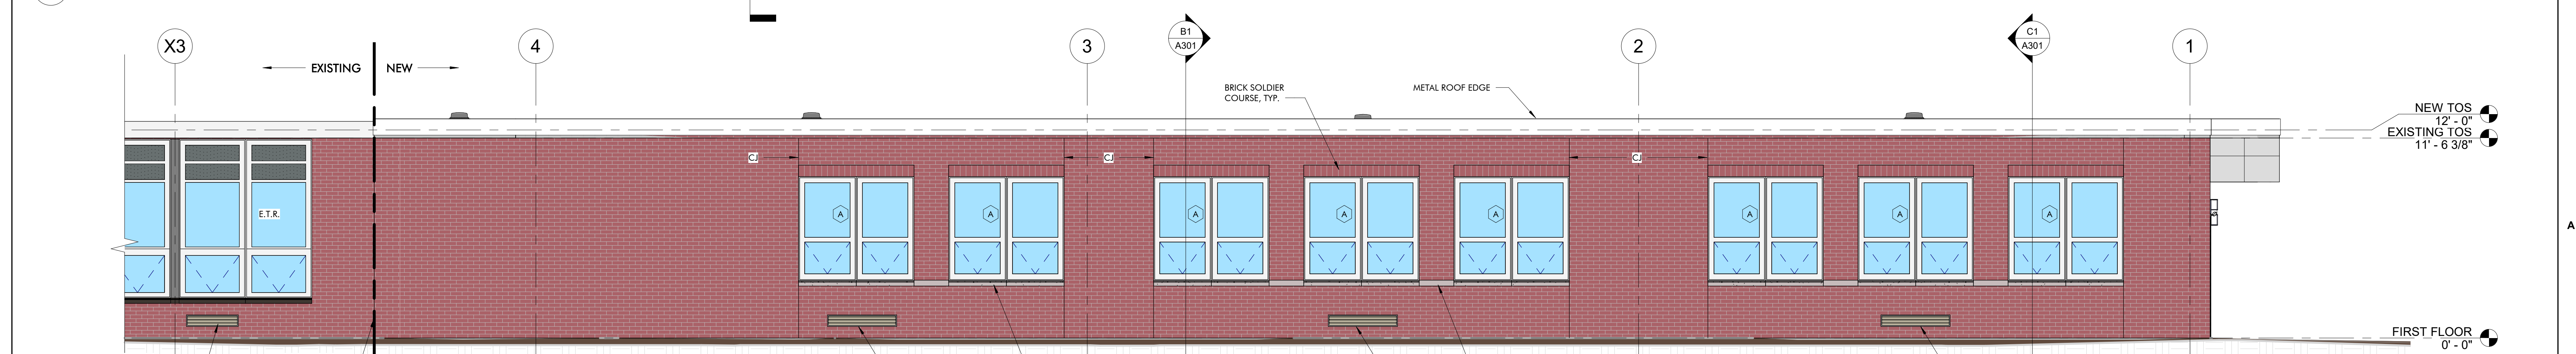 X3
4
3
B1
A301
2
C1
A301
1
EXISTING NEW
BRICK SOLDIER
COURSE, TYP.
METAL ROOF EDGE
NEW TOS
12' - 0"
EXISTING TOS
11' - 6 3/8"
CJ
CJ
CJ
E.T.R.
A
A
A
A
A
A
A
A
A
FIRST FLOOR
0' - 0"